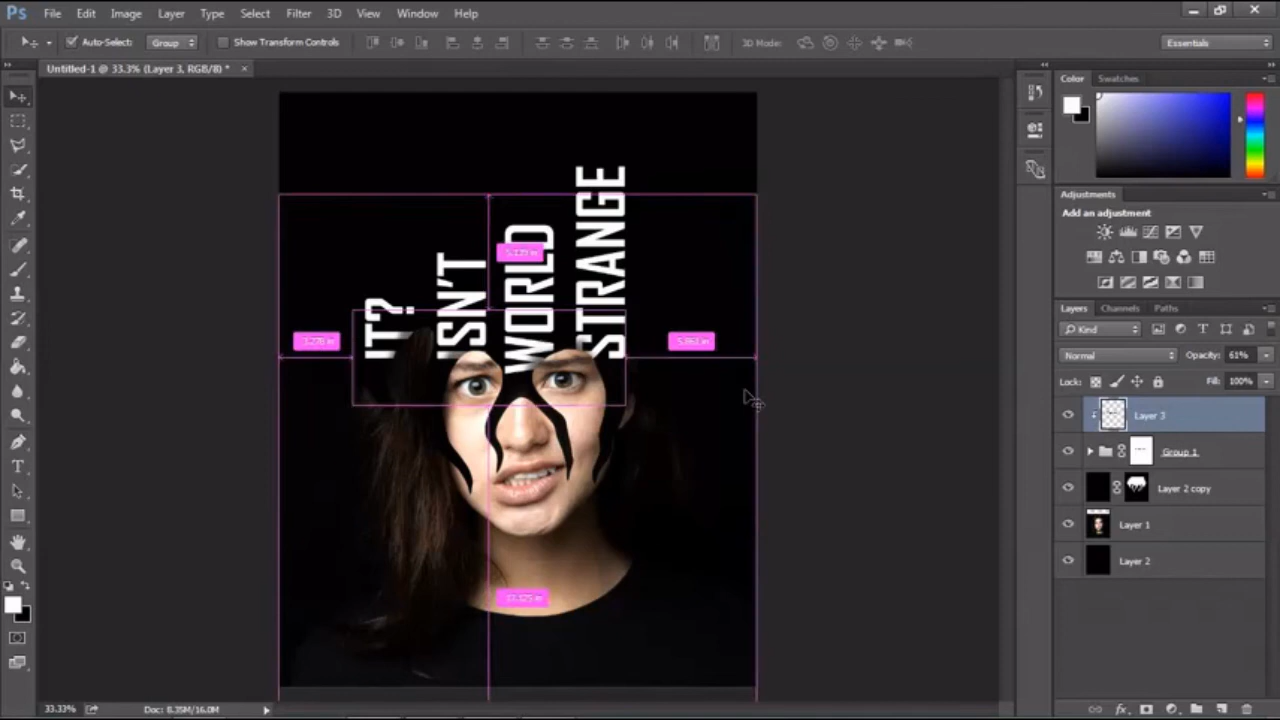 Ps File Edit Image Layer Type Select Filter 3D View Window Help
Auto-Select: Group Show Transform Controls 3D Mode: Essentials
Untitled-1 @ 33.3% (Layer 3, RGB/8) * ×
Color Swatches
Adjustments
Add an adjustment
Layers Channels Paths
Kind
Normal Opacity: 61%
Lock: Fill: 100%
Layer 3
Group 1
Layer 2 copy
Layer 1
Layer 2
IT?
ISN'T
WORLD
STRANGE
33.33% Doc: 8.35M/16.0M